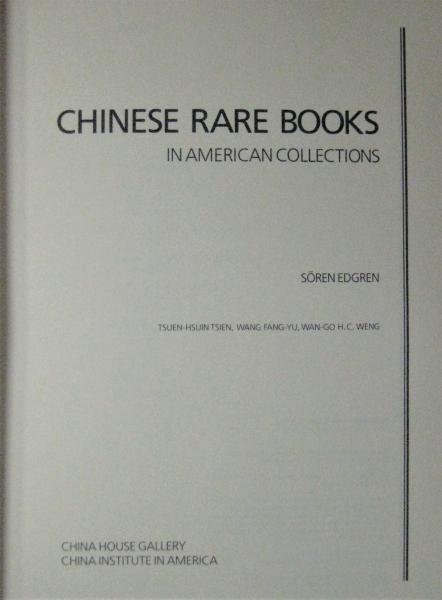 CHINESE RARE BOOKS
IN AMERICAN COLLECTIONS
SÖREN EDGREN
TSUEN-HSUIN TSIEN, WANG FANG-YU, WAN-GO H.C. WENG
CHINA HOUSE GALLERY
CHINA INSTITUTE IN AMERICA